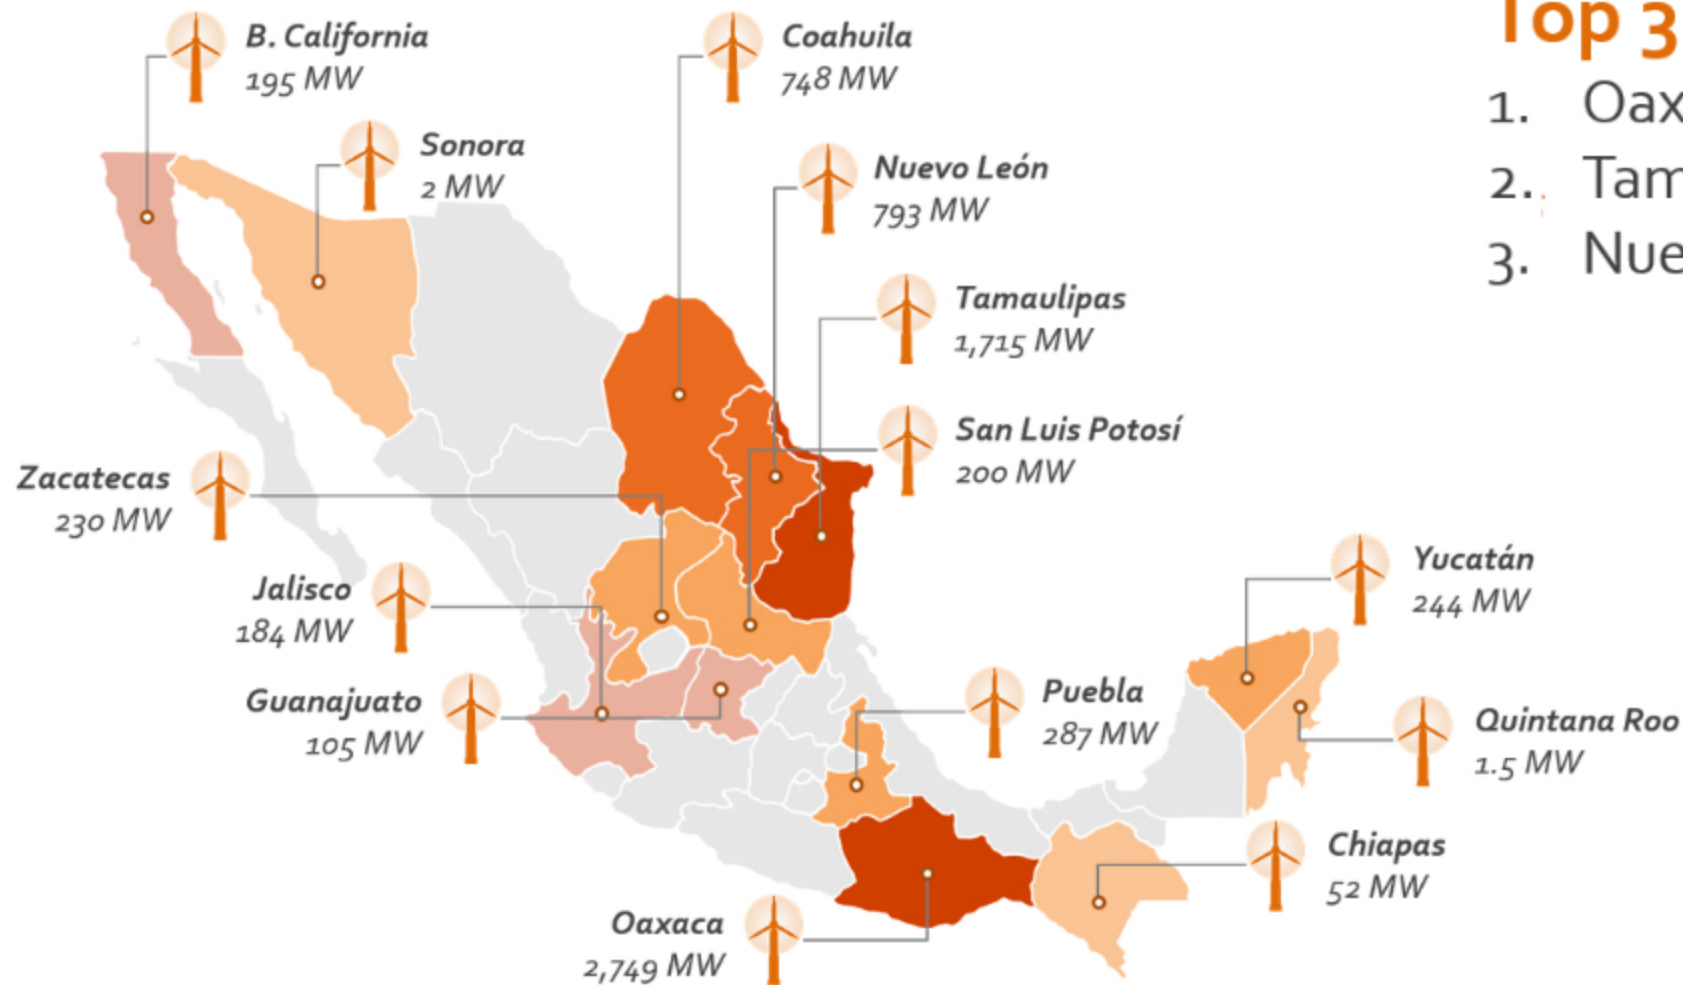 B. California
195 MW
Coahuila
748 MW
Top 3
1. Oax
2. Tam
3. Nue
Sonora
2 MW
Nuevo León
793 MW
Tamaulipas
1,715 MW
San Luis Potosí
200 MW
Zacatecas
230 MW
Yucatán
244 MW
Jalisco
184 MW
Puebla
287 MW
Guanajuato
105 MW
Quintana Roo
1.5 MW
Chiapas
52 MW
Oaxaca
2,749 MW